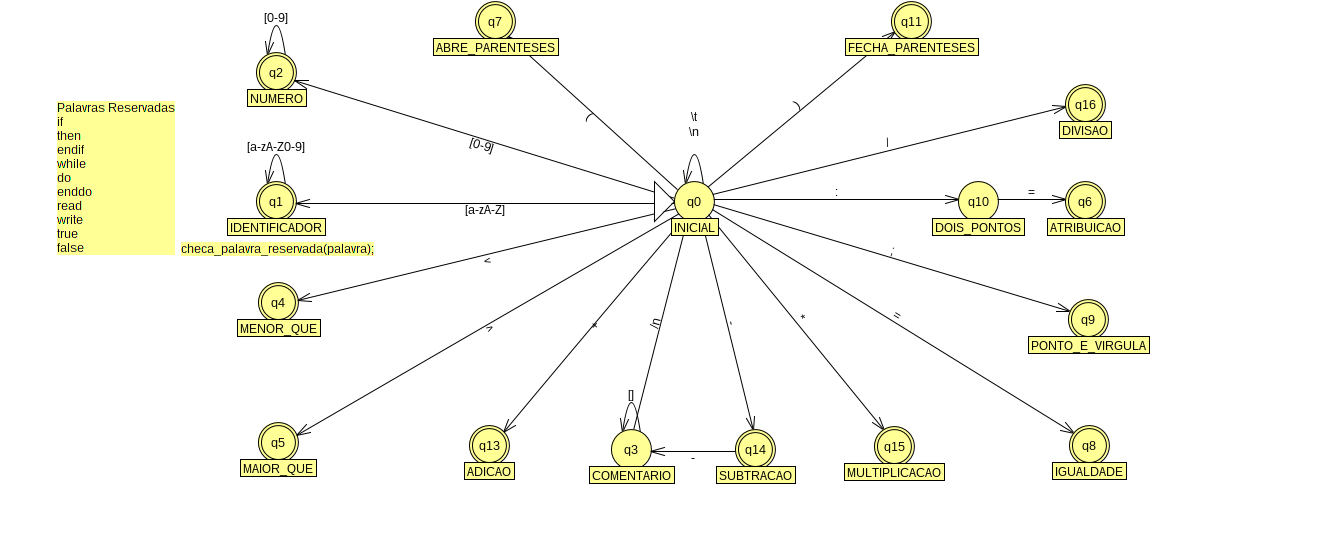 [0-9]
q7
ABRE_PARENTESES
q11
FECHA_PARENTESES
q2
NUMERO
Palavras Reservadas
if
then
endif
while
do
enddo
read
write
true
false
checa_palavra_reservada(palavra);
(
)
\t
\n
q16
DIVISAO
[0-9]
/
[a-zA-Z0-9]
q1
IDENTIFICADOR
[a-zA-Z]
q0
INICIAL
:
q10
DOIS_PONTOS
=
q6
ATRIBUICAO
<
;
q4
MENOR_QUE
q9
PONTO_E_VIRGULA
>
\n
-
*
=
[]
q5
MAIOR_QUE
q13
ADICAO
q3
COMENTARIO
-
q14
SUBTRACAO
q15
MULTIPLICACAO
q8
IGUALDADE